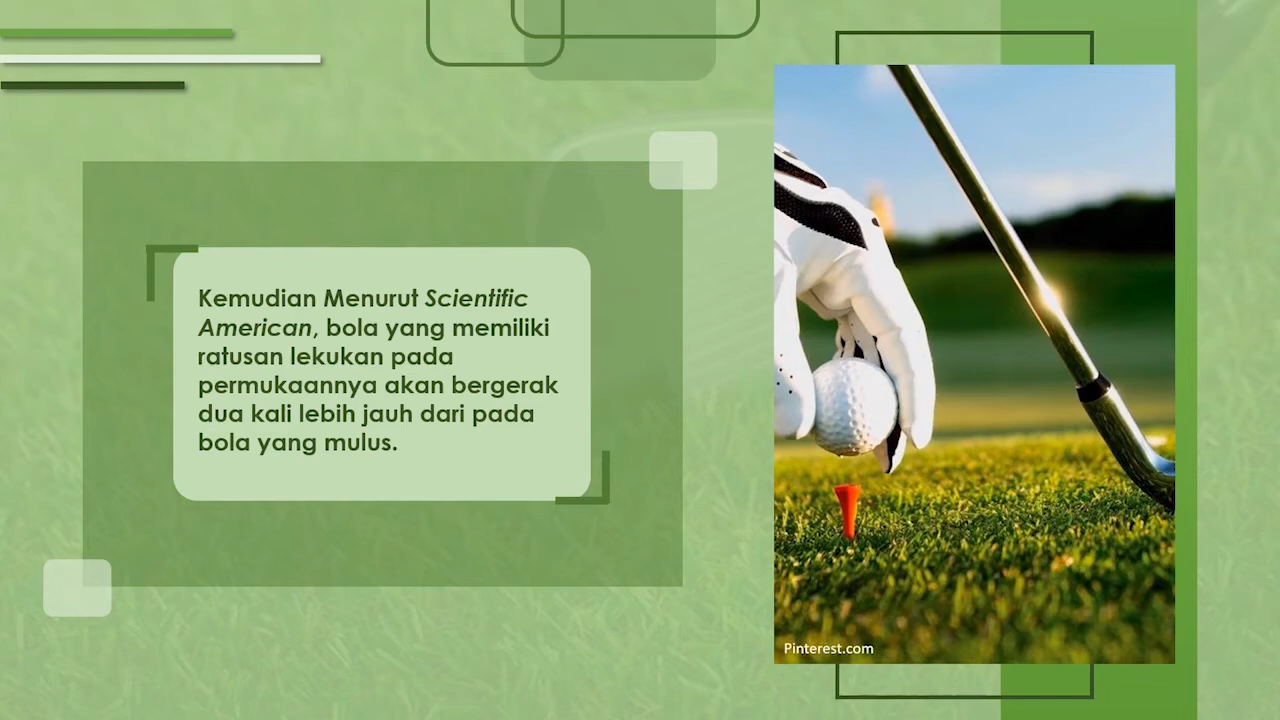 Kemudian Menurut Scientific
American, bola yang memiliki
ratusan lekukan pada
permukaannya akan bergerak
dua kali lebih jauh dari pada
bola yang mulus.
Pinterest.com